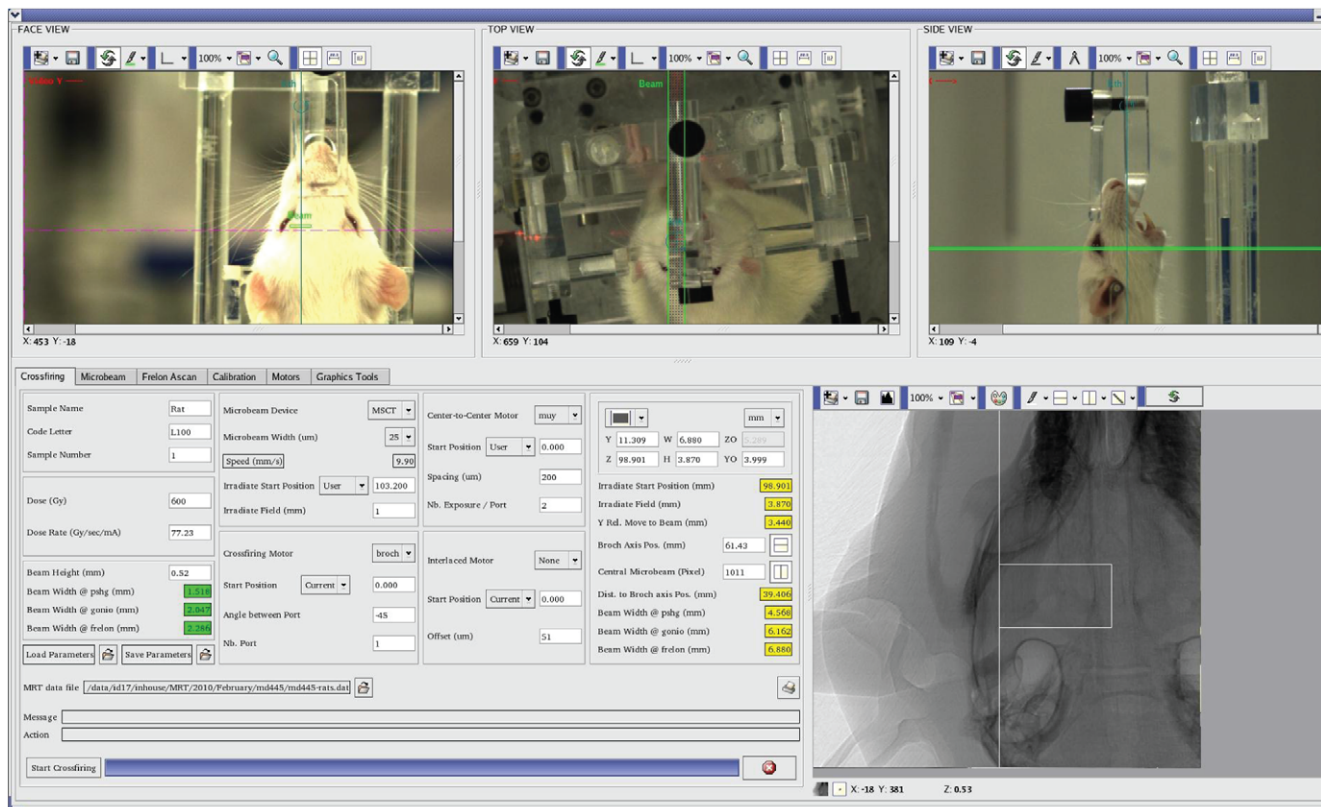 FACE VIEW
TOP VIEW
SIDE VIEW
100%
100%
100%
Beam
Beam
X: 453 Y: -18
X: 659 Y: 104
X: 109 Y: -4
Crossfiring Microbeam Frelon Ascan Calibration Motors Graphics Tools
Sample Name Rat
Code Letter L100
Sample Number 1
Dose (Gy) 600
Dose Rate (Gy/sec/mA) 77.23
Beam Height (mm) 0.52
Beam Width @ pshg (mm) 1.518
Beam Width @ gonio (mm) 2.047
Beam Width @ frelon (mm) 2.286
Load Parameters Save Parameters
Microbeam Device MSCT
Microbeam Width (um) 25
Speed (mm/s) 9.90
Irradiate Start Position User 103.200
Irradiate Field (mm) 1
Crossfiring Motor broch
Start Position Current 0.000
Angle between Port -45
Nb. Port 1
Center-to-Center Motor muy
Start Position User 0.000
Spacing (um) 200
Nb. Exposure / Port 2
Interlaced Motor None
Start Position Current 0.000
Offset (um) 51
mm
Y 11.309 W 6.880 ZO 5.289
Z 98.901 H 3.870 YO 3.999
Irradiate Start Position (mm) 98.901
Irradiate Field (mm) 3.870
Y Rel. Move to Beam (mm) 3.440
Broch Axis Pos. (mm) 61.43
Central Microbeam (Pixel) 1011
Dist. to Broch axis Pos. (mm) 39.406
Beam Width @ pshg (mm) 4.568
Beam Width @ gonio (mm) 6.162
Beam Width @ frelon (mm) 6.880
MRT data file /data/id17/inhouse/MRT/2010/February/md445/md445-rats.dat
Message
Action
Start Crossfiring
100%
X: -18 Y: 381 Z: 0.53